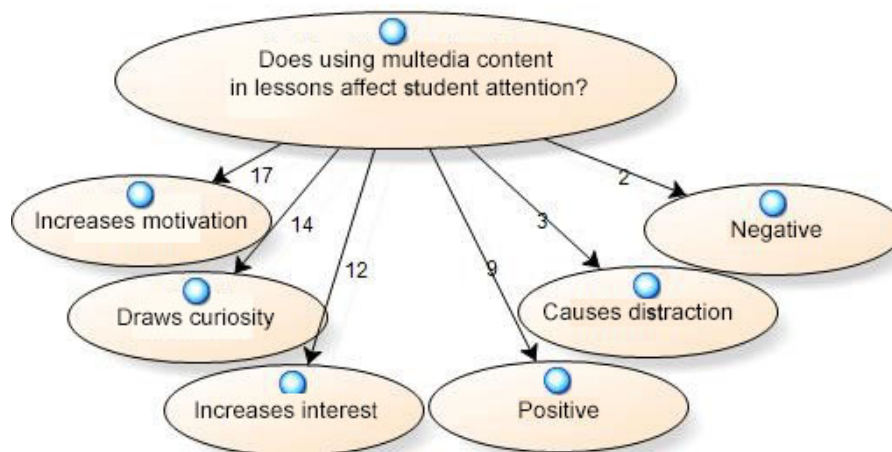 Does using multedia content
in lessons affect student attention?
17
2
Increases motivation
14
3
Negative
12
9
Draws curiosity
Causes distraction
Increases interest
Positive